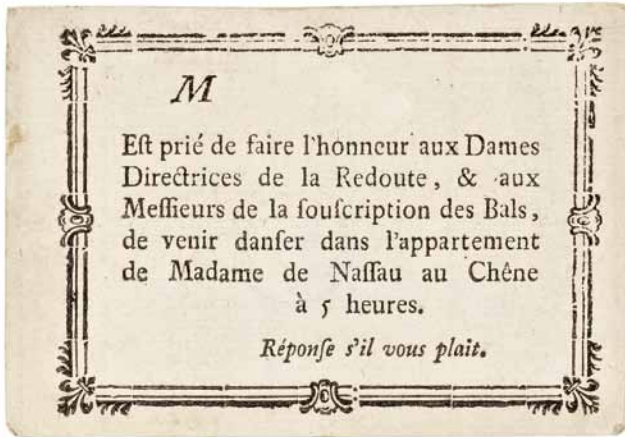 M
Eſt prié de faire l'honneur aux Dames
Directrices de la Redoute, & aux
Meſſieurs de la ſouſcription des Bals,
de venir danſer dans l'appartement
de Madame de Naſſau au Chêne
à 5 heures.
Réponſe s'il vous plait.